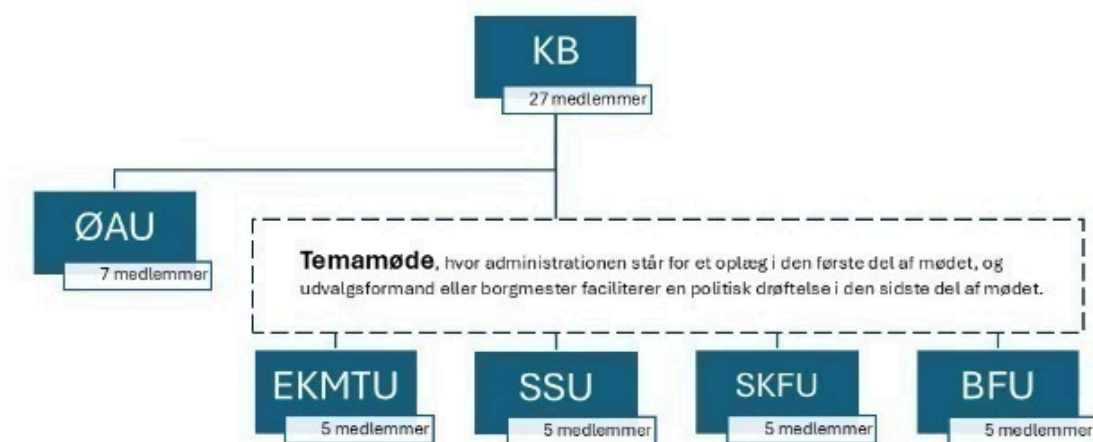 KB
27 medlemmer
ØAU
7 medlemmer
Temamøde, hvor administrationen står for et oplæg i den første del af mødet, og
udvalgsformand eller borgmester faciliterer en politisk drøftelse i den sidste del af mødet.
EKMTU
5 medlemmer
SSU
5 medlemmer
SKFU
5 medlemmer
BFU
5 medlemmer